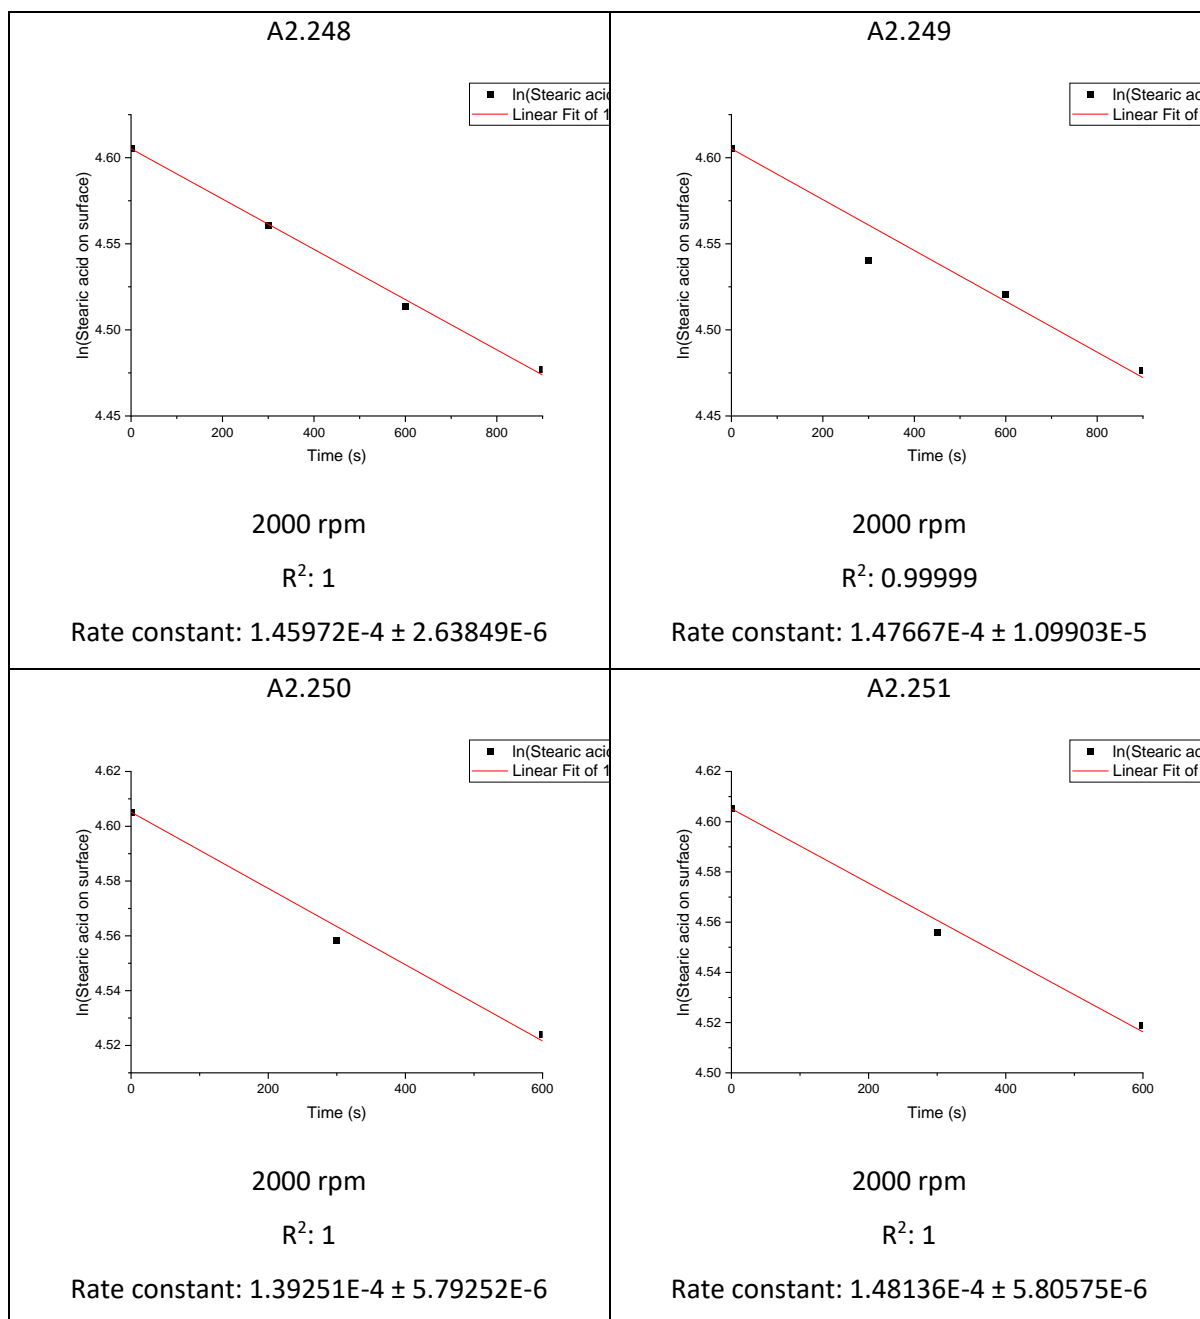 A2.248
ln(Stearic acid
Linear Fit of 1
4.60
4.55
4.50
4.45
ln(Stearic acid on surface)
0 200 400 600 800
Time (s)
2000 rpm
R²: 1
Rate constant: 1.45972E-4 ± 2.63849E-6
A2.249
ln(Stearic ac
Linear Fit of
4.60
4.55
4.50
4.45
ln(Stearic acid on surface)
0 200 400 600 800
Time (s)
2000 rpm
R²: 0.99999
Rate constant: 1.47667E-4 ± 1.09903E-5
A2.250
ln(Stearic acid
Linear Fit of 1
4.62
4.60
4.58
4.56
4.54
4.52
ln(Stearic acid on surface)
0 200 400 600
Time (s)
2000 rpm
R²: 1
Rate constant: 1.39251E-4 ± 5.79252E-6
A2.251
ln(Stearic ac
Linear Fit of
4.62
4.60
4.58
4.56
4.54
4.52
4.50
ln(Stearic acid on surface)
0 200 400 600
Time (s)
2000 rpm
R²: 1
Rate constant: 1.48136E-4 ± 5.80575E-6